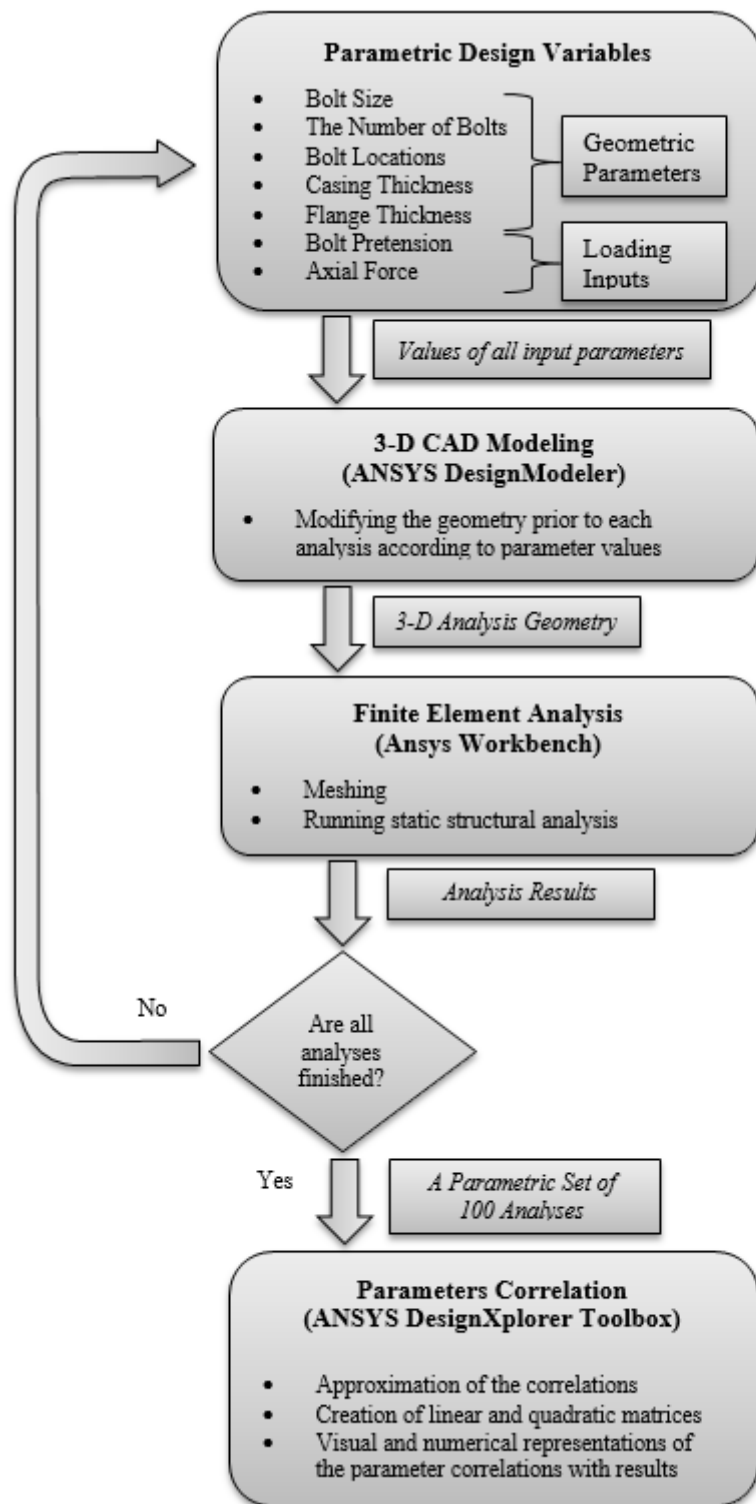 Parametric Design Variables
• Bolt Size
• The Number of Bolts
• Bolt Locations
• Casing Thickness
• Flange Thickness
• Bolt Pretension
• Axial Force
Geometric
Parameters
Loading
Inputs
Values of all input parameters
3-D CAD Modeling
(ANSYS DesignModeler)
• Modifying the geometry prior to each
analysis according to parameter values
3-D Analysis Geometry
Finite Element Analysis
(Ansys Workbench)
• Meshing
• Running static structural analysis
Analysis Results
No
Are all
analyses
finished?
Yes
A Parametric Set of
100 Analyses
Parameters Correlation
(ANSYS DesignXplorer Toolbox)
• Approximation of the correlations
• Creation of linear and quadratic matrices
• Visual and numerical representations of
the parameter correlations with results